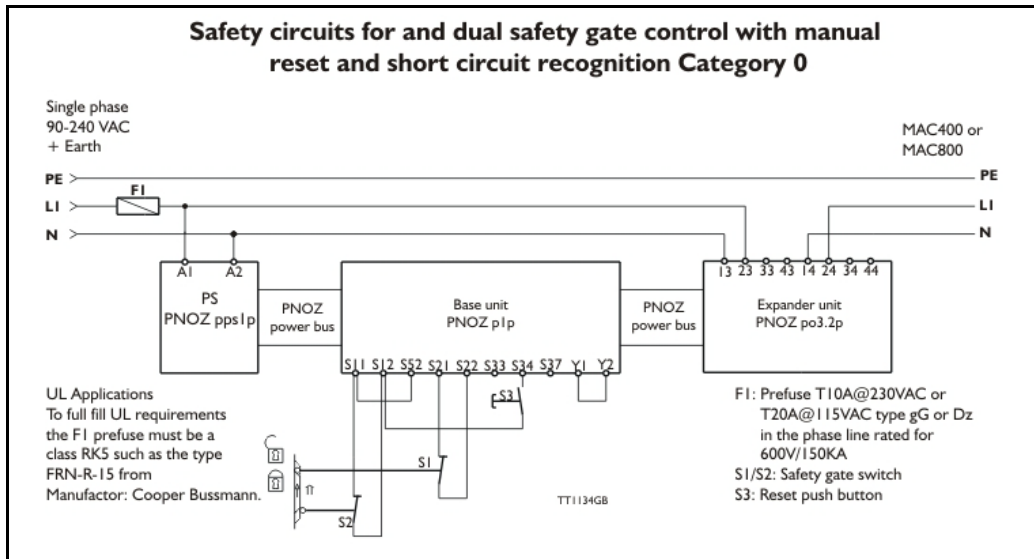 Safety circuits for and dual safety gate control with manual
reset and short circuit recognition Category 0
Single phase
90-240 VAC
+ Earth
MAC400 or
MAC800
PE
PE
F1
L1
L1
N
N
A1 A2
13 23 33 43 14 24 34 44
PS
PNOZ pps1p
PNOZ
power bus
Base unit
PNOZ p1p
PNOZ
power bus
Expander unit
PNOZ po3.2p
S11 S12 S52 S21 S22 S33 S34 S37 Y1 Y2
S3
S1
S2
UL Applications
To full fill UL requirements
the F1 prefuse must be a
class RK5 such as the type
FRN-R-15 from
Manufactor: Cooper Bussmann.
F1: Prefuse T10A@230VAC or
T20A@115VAC type gG or Dz
in the phase line rated for
600V/150KA
S1/S2: Safety gate switch
S3: Reset push button
TT1134GB